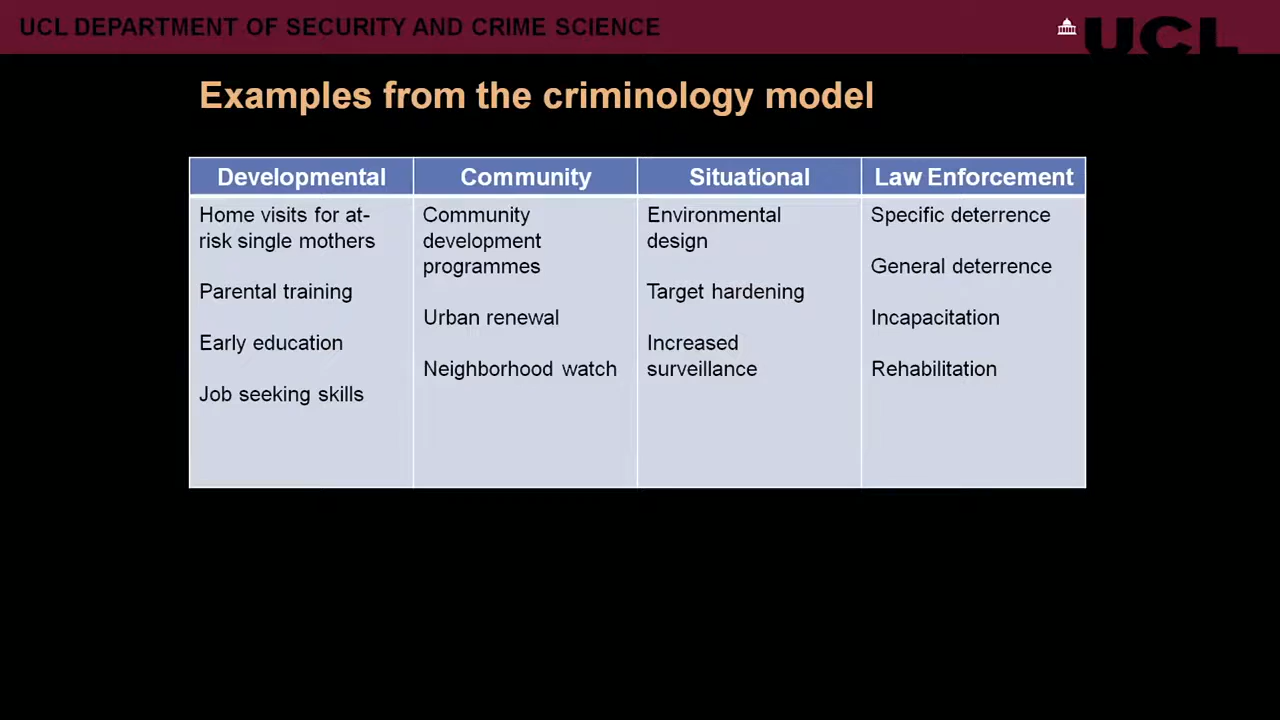 UCL DEPARTMENT OF SECURITY AND CRIME SCIENCE
UCL
Examples from the criminology model
Developmental
Home visits for at-
risk single mothers
Parental training
Early education
Job seeking skills
Community
Community
development
programmes
Urban renewal
Neighborhood watch
Situational
Environmental
design
Target hardening
Increased
surveillance
Law Enforcement
Specific deterrence
General deterrence
Incapacitation
Rehabilitation